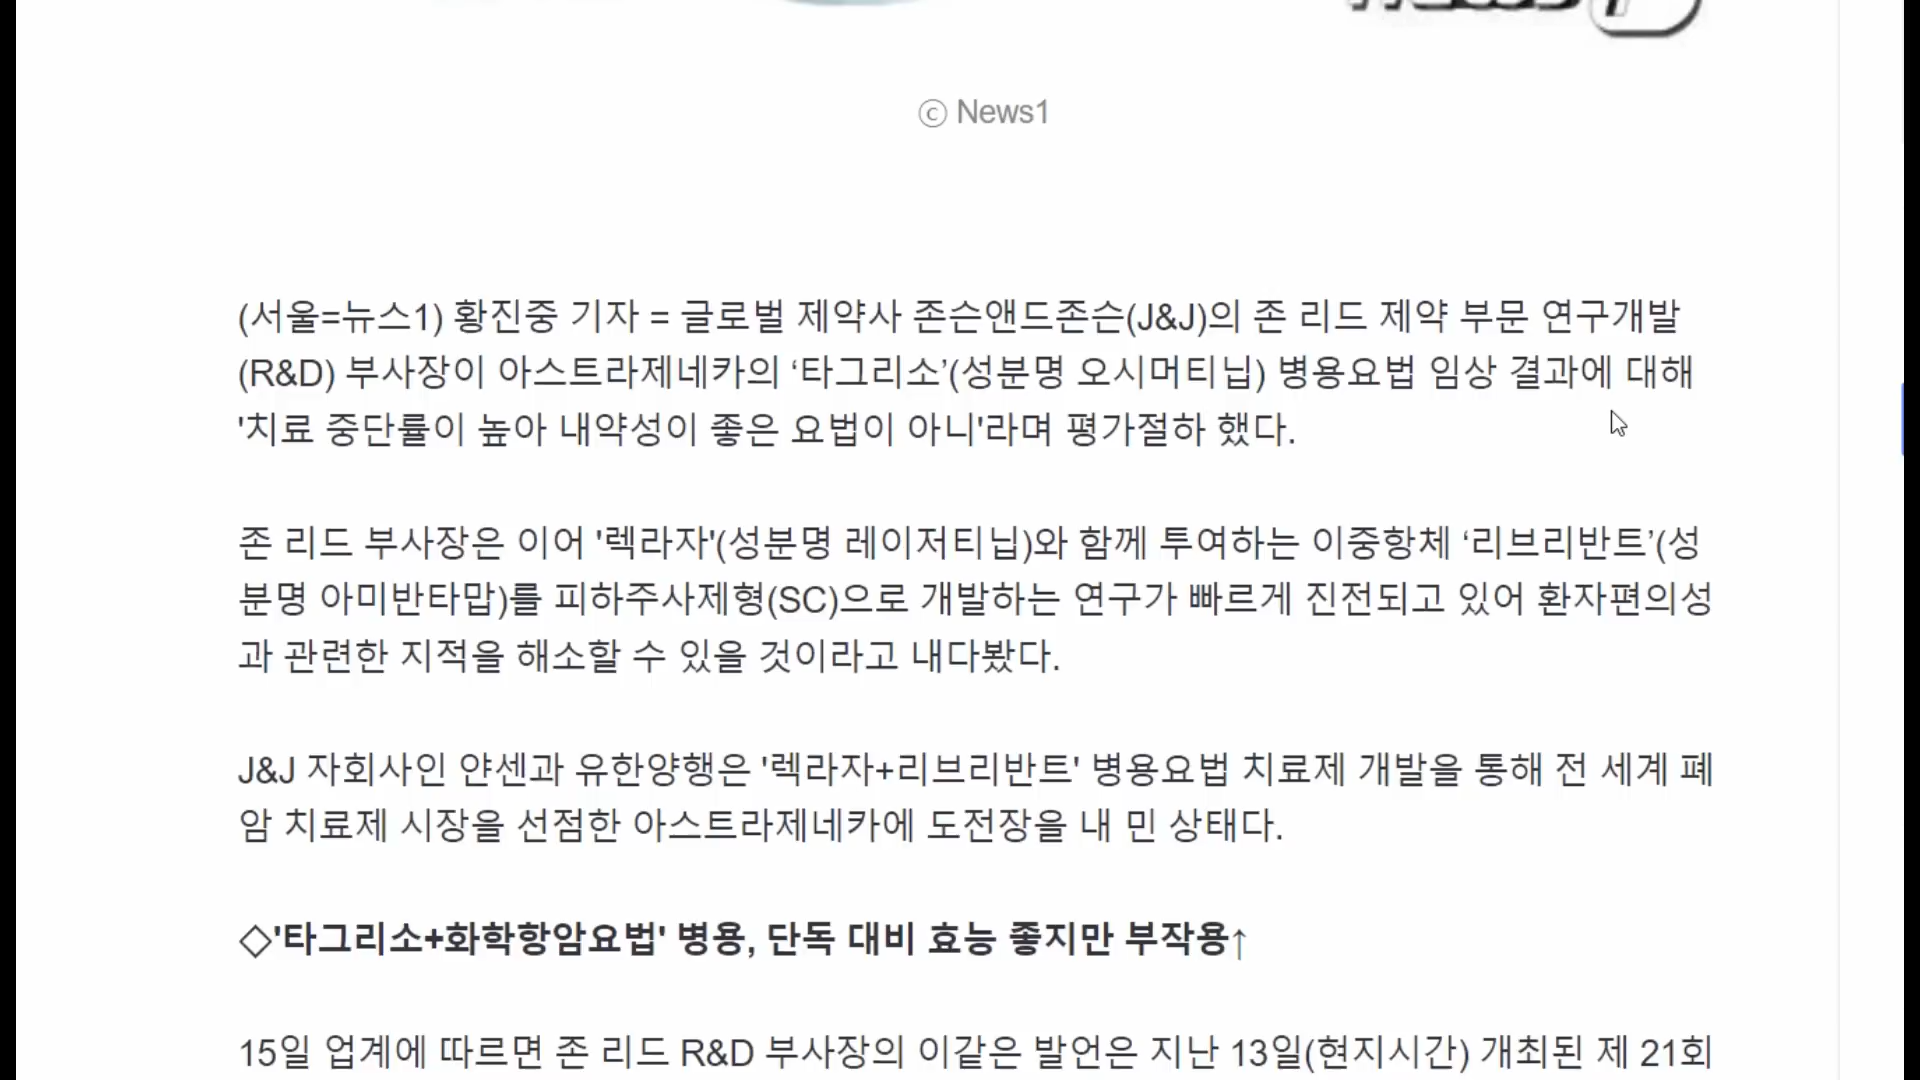 ⓒ News1
(서울=뉴스1) 황진중 기자 = 글로벌 제약사 존슨앤드존슨(J&J)의 존 리드 제약 부문 연구개발
(R&D) 부사장이 아스트라제네카의 ‘타그리소’(성분명 오시머티닙) 병용요법 임상 결과에 대해
'치료 중단률이 높아 내약성이 좋은 요법이 아니'라며 평가절하 했다.
존 리드 부사장은 이어 '렉라자'(성분명 레이저티닙)와 함께 투여하는 이중항체 ‘리브리반트’(성
분명 아미반타맙)를 피하주사제형(SC)으로 개발하는 연구가 빠르게 진전되고 있어 환자편의성
과 관련한 지적을 해소할 수 있을 것이라고 내다봤다.
J&J 자회사인 얀센과 유한양행은 '렉라자+리브리반트' 병용요법 치료제 개발을 통해 전 세계 폐
암 치료제 시장을 선점한 아스트라제네카에 도전장을 내 민 상태다.
◇'타그리소+화학항암요법' 병용, 단독 대비 효능 좋지만 부작용↑
15일 업계에 따르면 존 리드 R&D 부사장의 이같은 발언은 지난 13일(현지시간) 개최된 제 21회